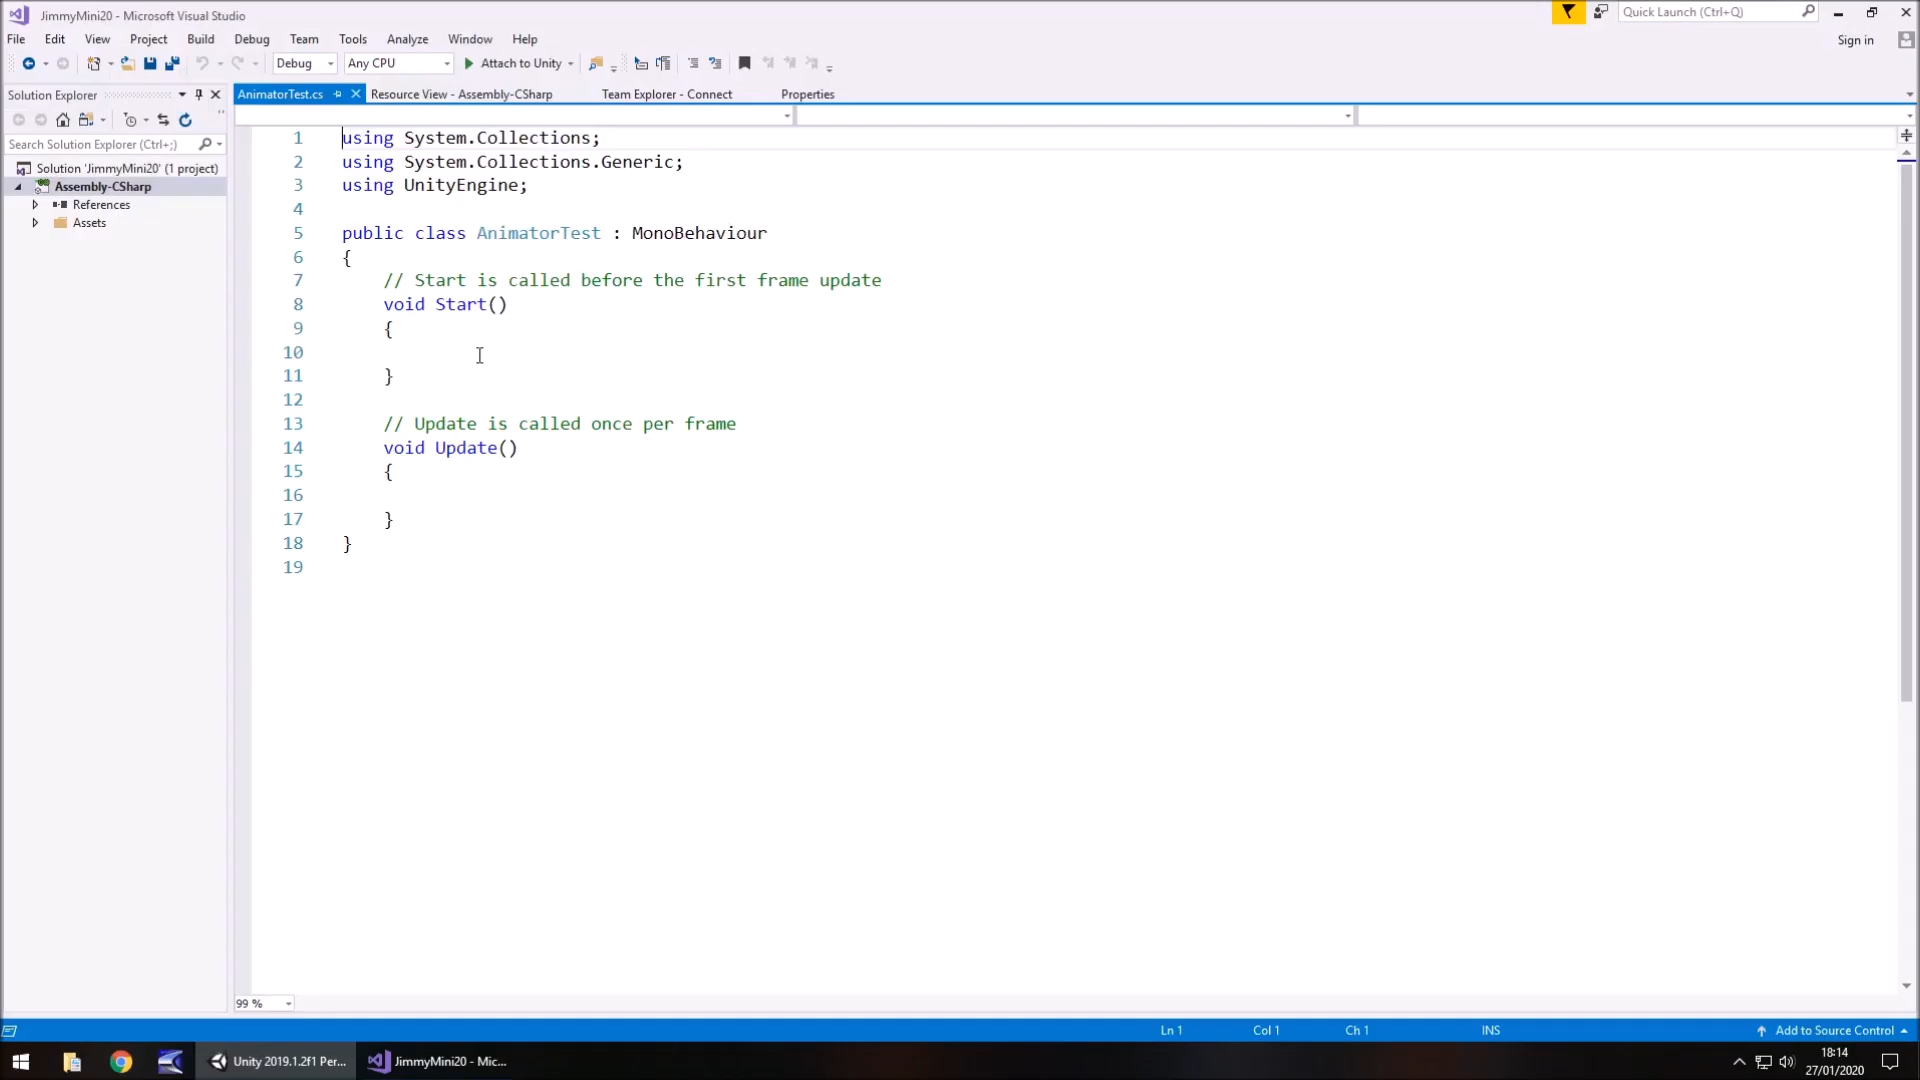 JimmyMini20 - Microsoft Visual Studio
Quick Launch (Ctrl+Q)
File Edit View Project Build Debug Team Tools Analyze Window Help
Sign in
Debug Any CPU Attach to Unity
Solution Explorer
AnimatorTest.cs Resource View - Assembly-CSharp Team Explorer - Connect Properties
Search Solution Explorer (Ctrl+;)
Solution 'JimmyMini20' (1 project)
Assembly-CSharp
References
Assets
1 using System.Collections;
2 using System.Collections.Generic;
3 using UnityEngine;
4
5 public class AnimatorTest : MonoBehaviour
6 {
7 // Start is called before the first frame update
8 void Start()
9 {
10
11 }
12
13 // Update is called once per frame
14 void Update()
15 {
16
17 }
18 }
19
99 %
Ln 1 Col 1 Ch 1 INS Add to Source Control
Unity 2019.1.2f1 Per...
JimmyMini20 - Mic...
18:14
27/01/2020